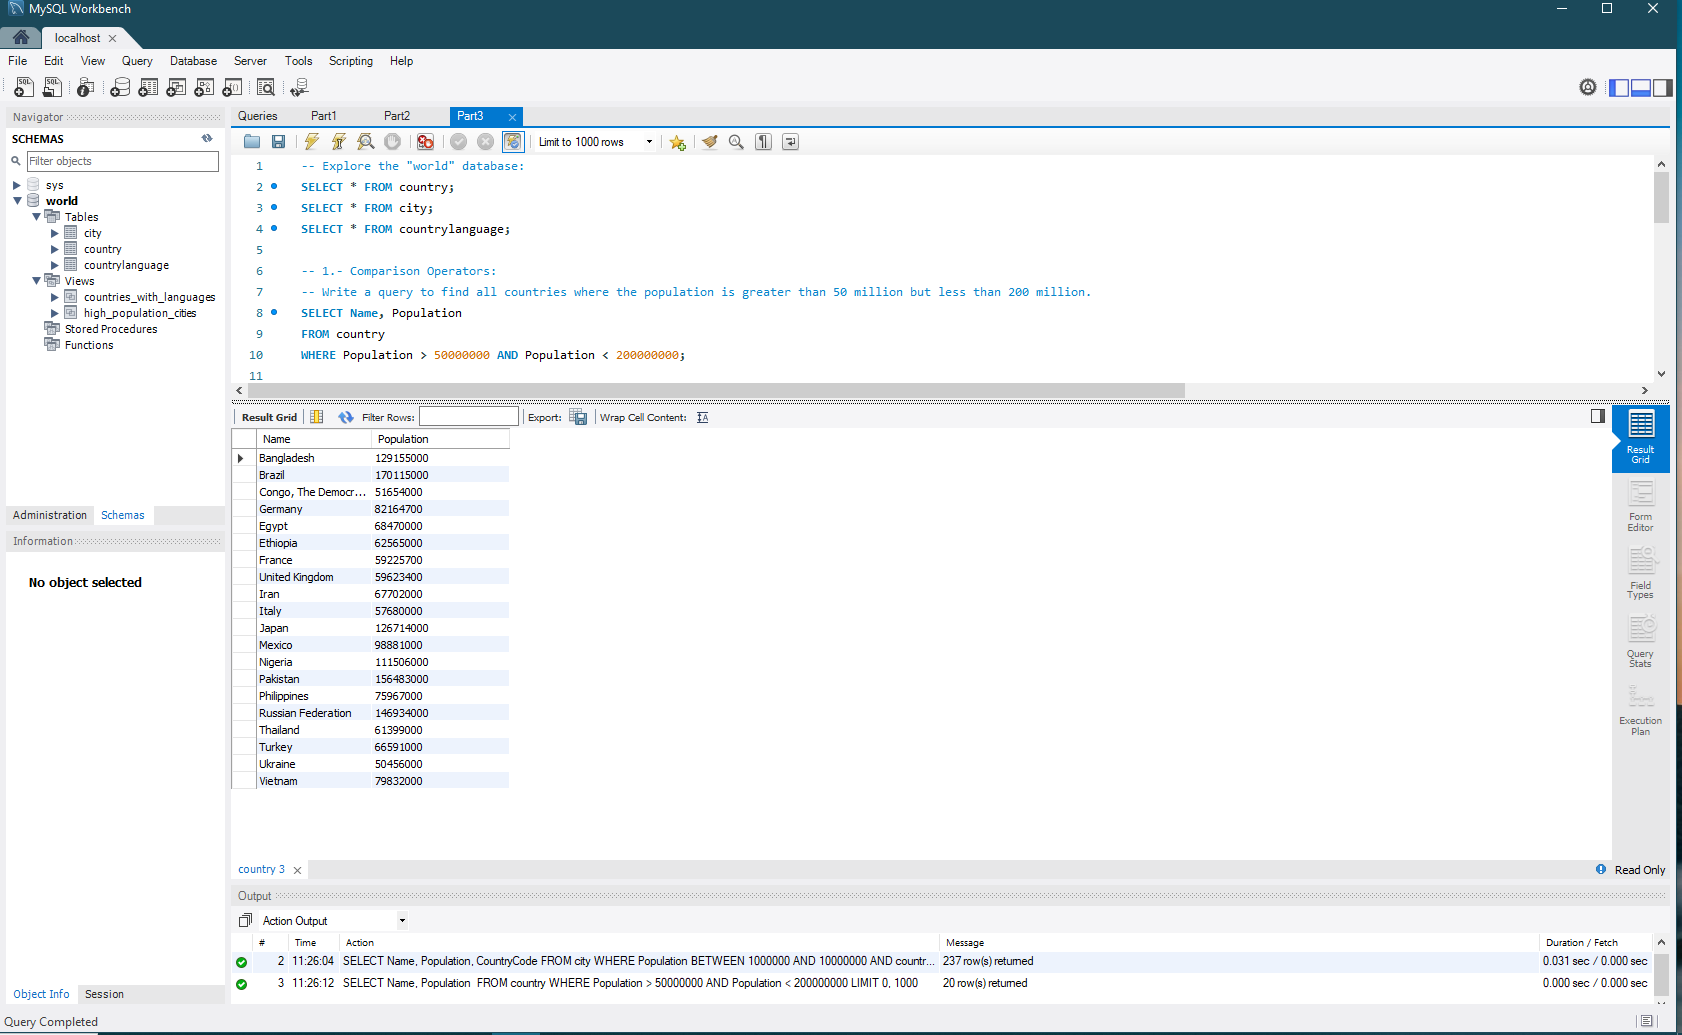 MySQL Workbench
localhost
File Edit View Query Database Server Tools Scripting Help
Navigator
SCHEMAS
Filter objects
sys
world
Tables
city
country
countrylanguage
Views
countries_with_languages
high_population_cities
Stored Procedures
Functions
Administration Schemas
Information
No object selected
Object Info Session
Queries Part1 Part2 Part3
Limit to 1000 rows
1 -- Explore the "world" database:
2 SELECT * FROM country;
3 SELECT * FROM city;
4 SELECT * FROM countrylanguage;
5
6 -- 1.- Comparison Operators:
7 -- Write a query to find all countries where the population is greater than 50 million but less than 200 million.
8 SELECT Name, Population
9 FROM country
10 WHERE Population > 50000000 AND Population < 200000000;
11
Result Grid Filter Rows: Export: Wrap Cell Content:
Name Population
Bangladesh 129155000
Brazil 170115000
Congo, The Democr... 51654000
Germany 82164700
Egypt 68470000
Ethiopia 62565000
France 59225700
United Kingdom 59623400
Iran 67702000
Italy 57680000
Japan 126714000
Mexico 98881000
Nigeria 111506000
Pakistan 156483000
Philippines 75967000
Russian Federation 146934000
Thailand 61399000
Turkey 66591000
Ukraine 50456000
Vietnam 79832000
Result
Grid
Form
Editor
Field
Types
Query
Stats
Execution
Plan
country 3
Read Only
Output
Action Output
# Time Action Message Duration / Fetch
2 11:26:04 SELECT Name, Population, CountryCode FROM city WHERE Population BETWEEN 1000000 AND 10000000 AND countr... 237 row(s) returned 0.031 sec / 0.000 sec
3 11:26:12 SELECT Name, Population FROM country WHERE Population > 50000000 AND Population < 200000000 LIMIT 0, 1000 20 row(s) returned 0.000 sec / 0.000 sec
Query Completed